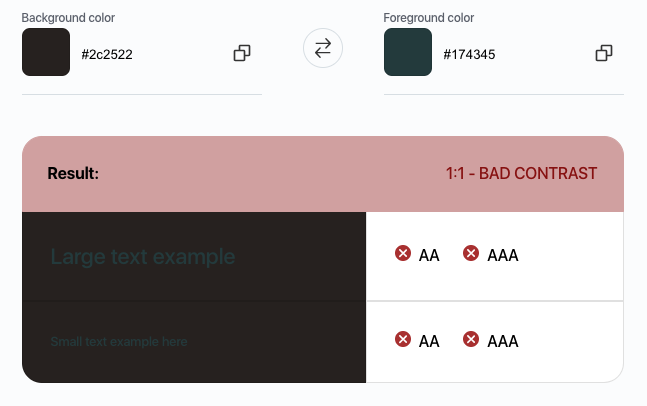 Background color
Foreground color
#2c2522
#174345
Result:
1:1 - BAD CONTRAST
Large text example
AA
AAA
Small text example here
AA
AAA